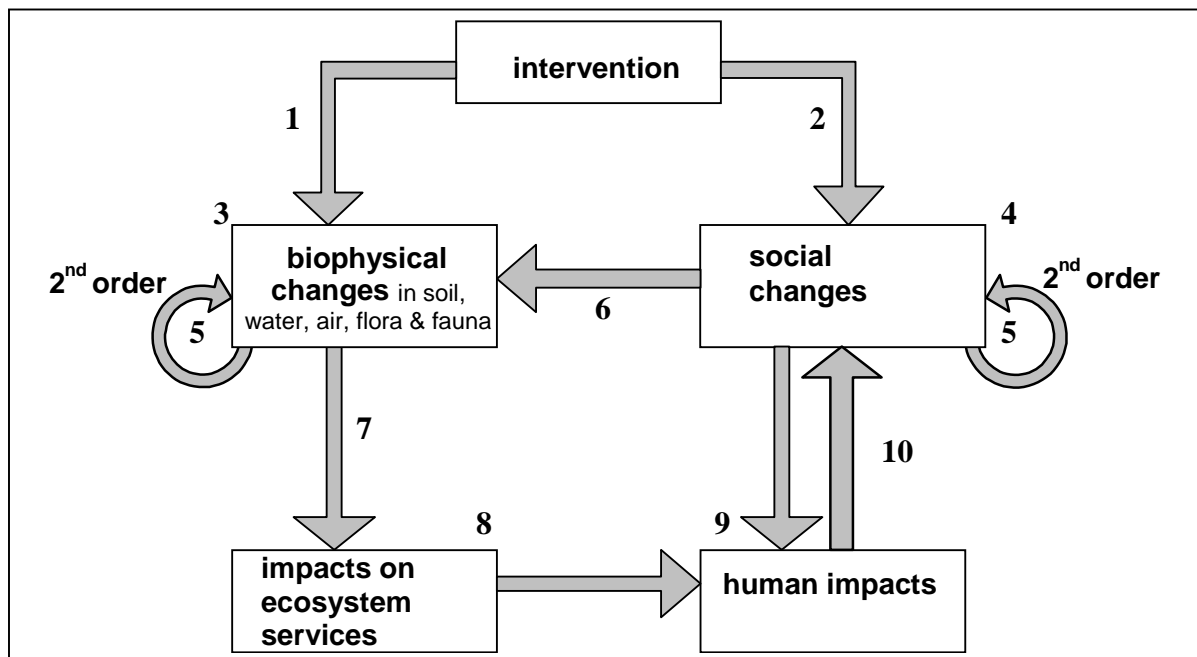 intervention
1
2
3
4
2nd order
biophysical
changes in soil,
water, air, flora & fauna
social
changes
2nd order
5
6
5
7
10
8
9
impacts on
ecosystem
services
human impacts